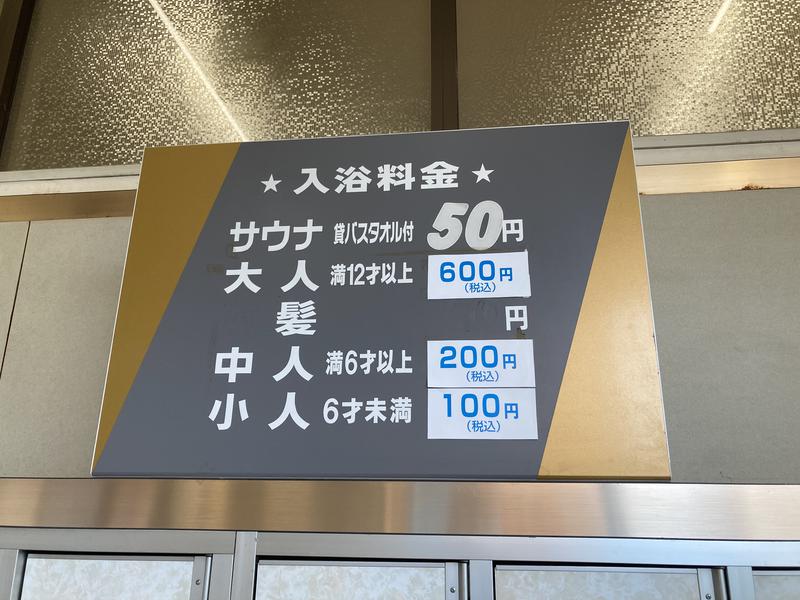 ★入浴料金★
サウナ 貸バスタオル付 50円
大人 満12才以上 600円
(税込)
髪 円
中人 満6才以上 200円
(税込)
小人 6才未満 100円
(税込)